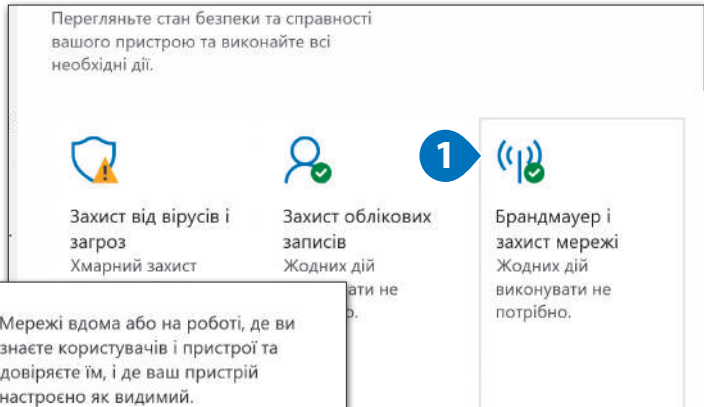 Перегляньте стан безпеки та справності
вашого пристрою та виконайте всі
необхідні дії.
1
Захист від вірусів і
загроз
Хмарний захист
Захист облікових
записів
Жодних дій
ати не
о.
Брандмауер і
захист мережі
Жодних дій
виконувати не
потрібно.
Мережі вдома або на роботі, де ви
знаєте користувачів і пристрої та
довіряєте їм, і де ваш пристрій
настроєно як видимий.